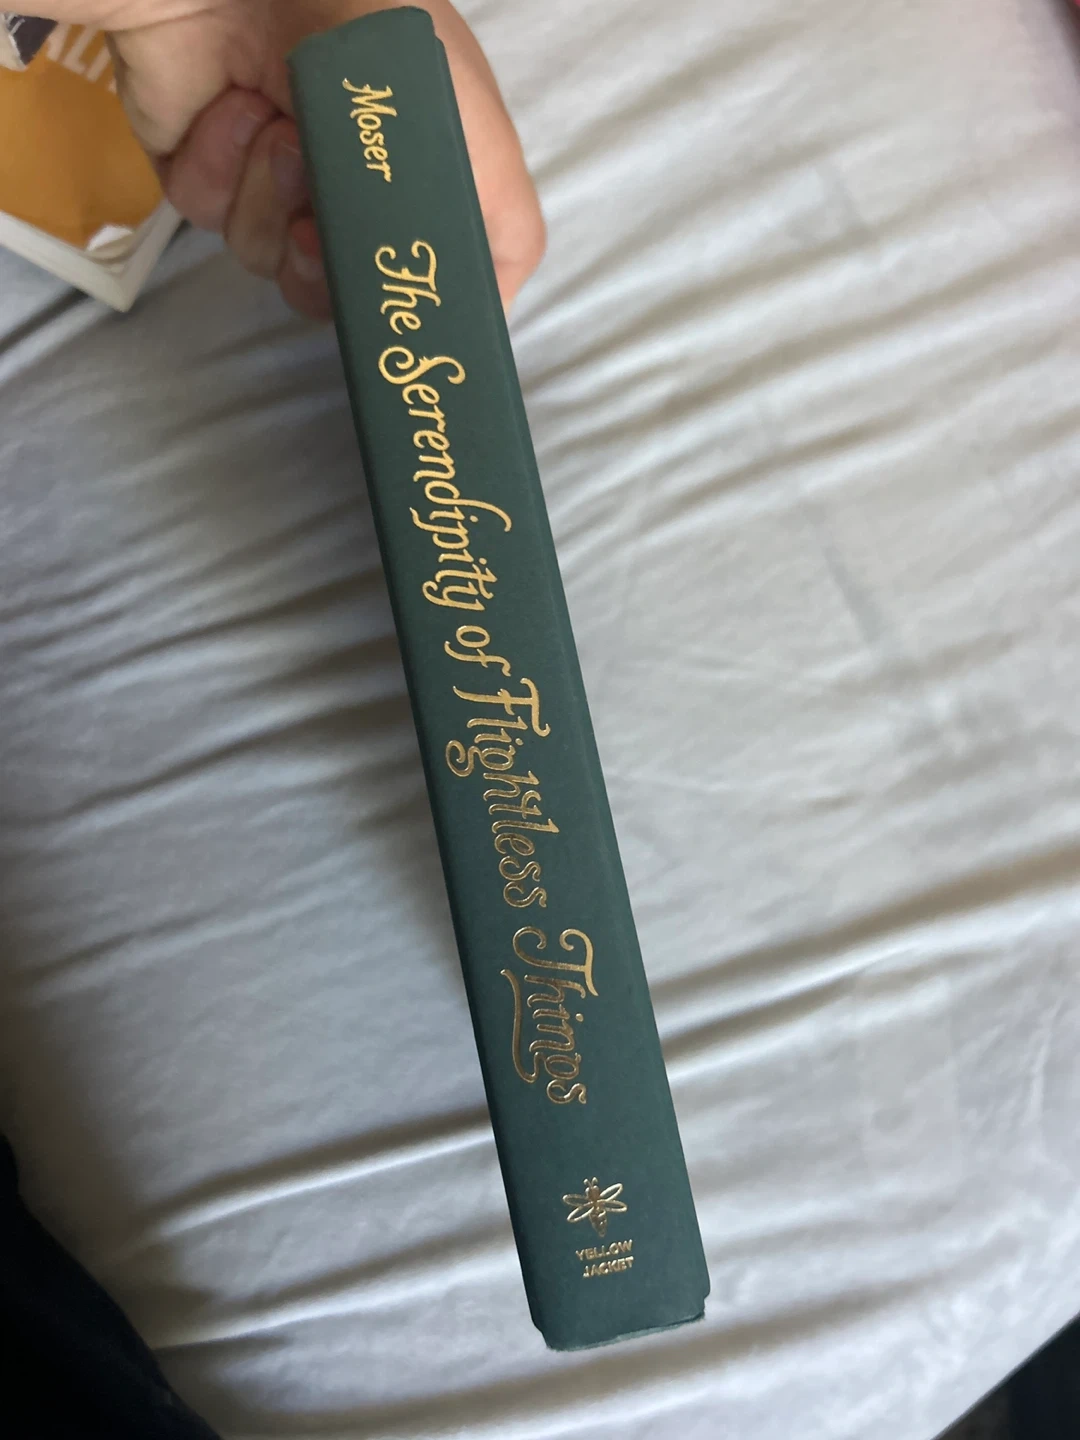 Moser
The Serendipity of Flightless Things
YELLOW
JACKET